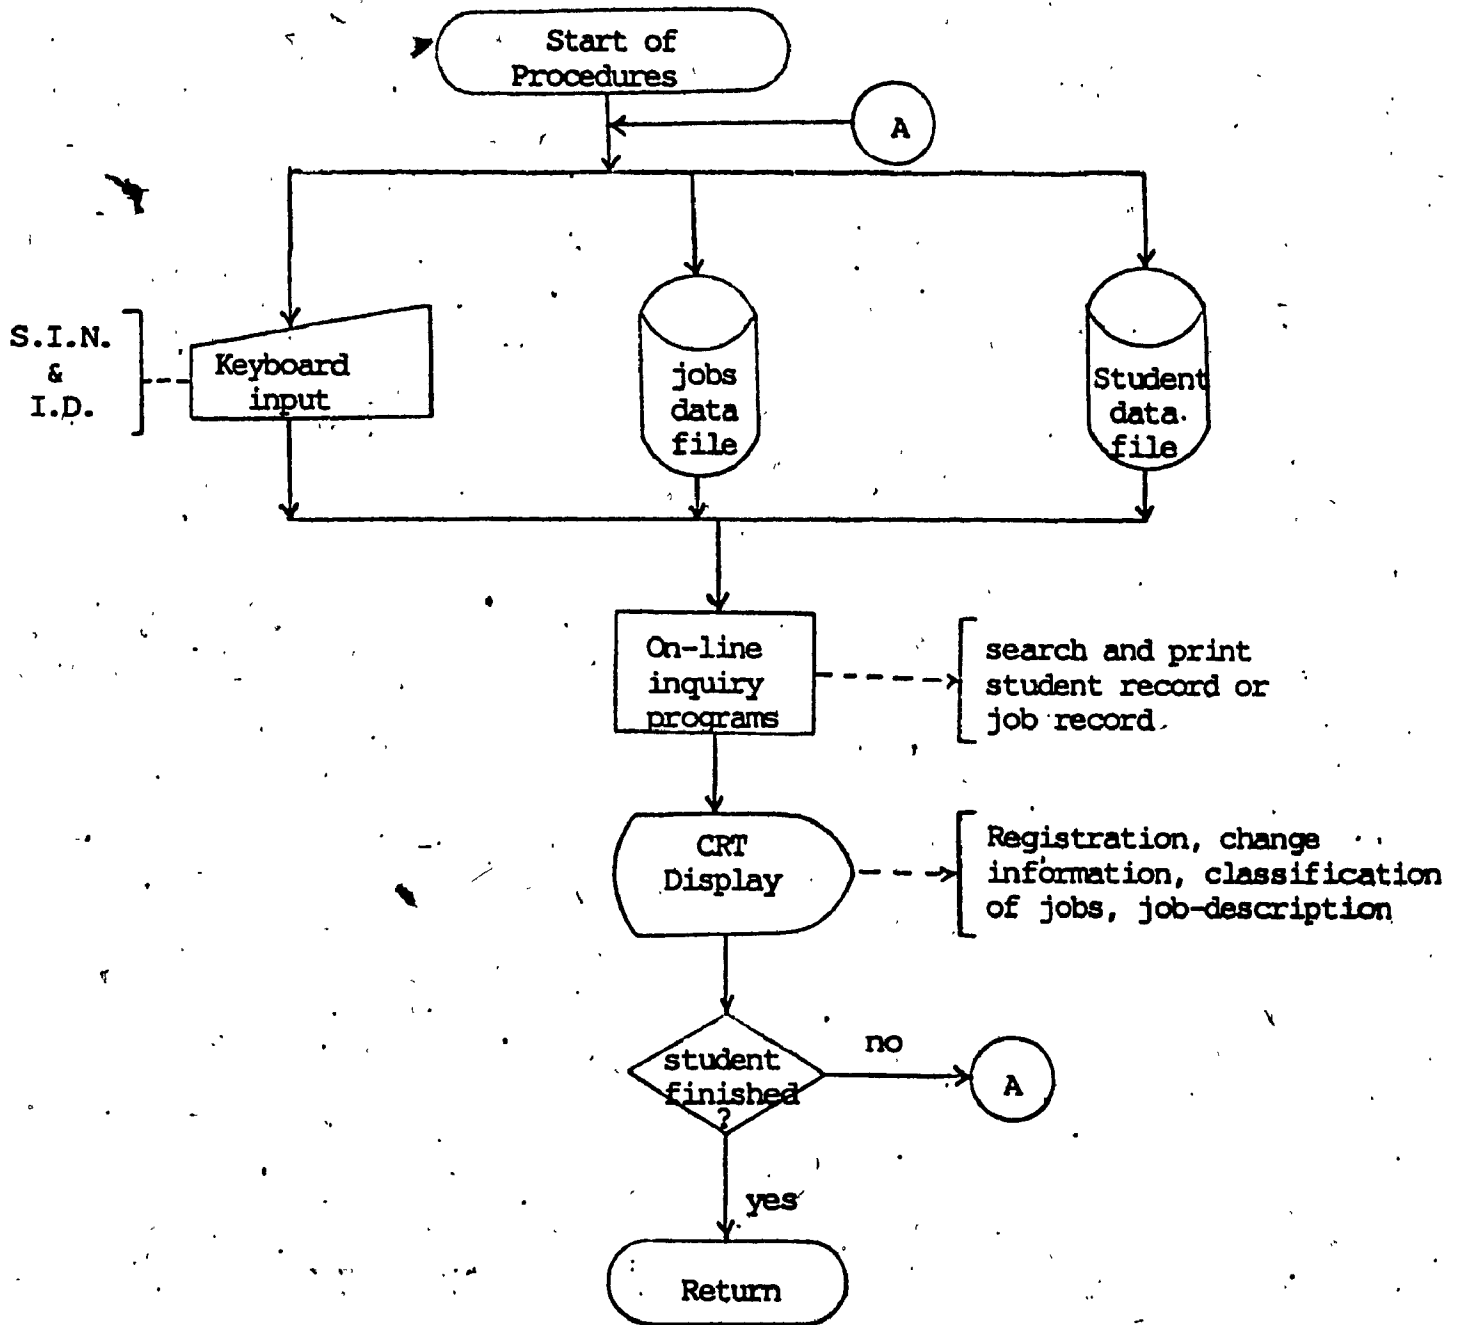 Start of
Procedures
A
S.I.N.
&
I.D.
Keyboard
input
jobs
data
file
Student
data
file
On-line
inquiry
programs
search and print
student record or
job record.
CRT
Display
Registration, change
information, classification
of jobs, job-description
student
finished
?
no
A
yes
Return